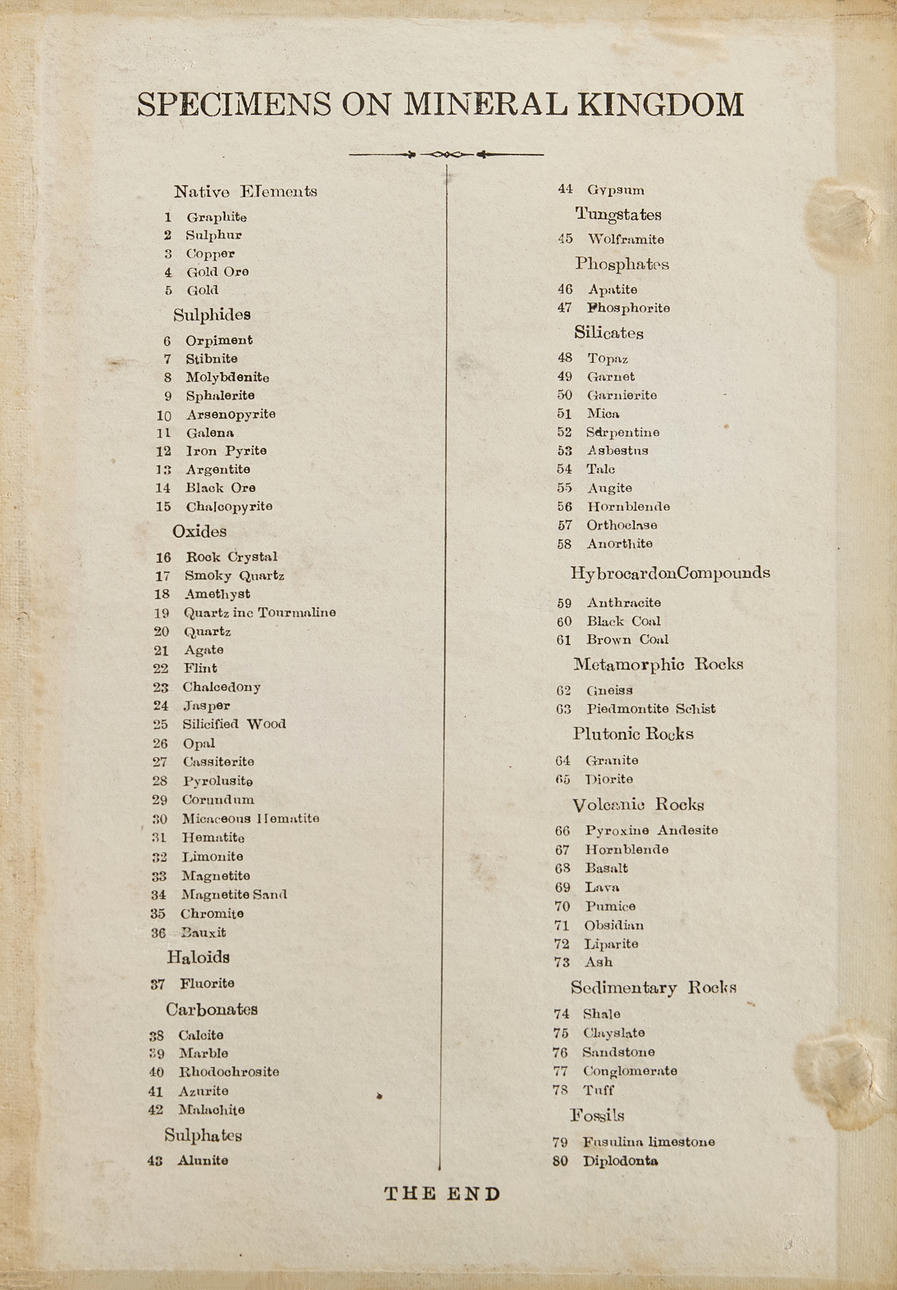 SPECIMENS ON MINERAL KINGDOM
Native Elements
1 Graphite
2 Sulphur
3 Copper
4 Gold Ore
5 Gold
Sulphides
6 Orpiment
7 Stibnite
8 Molybdenite
9 Sphalerite
10 Arsenopyrite
11 Galena
12 Iron Pyrite
13 Argentite
14 Black Ore
15 Chalcopyrite
Oxides
16 Rock Crystal
17 Smoky Quartz
18 Amethyst
19 Quartz inc Tourmaline
20 Quartz
21 Agate
22 Flint
23 Chalcedony
24 Jasper
25 Silicified Wood
26 Opal
27 Cassiterite
28 Pyrolusite
29 Corundum
30 Micaceous Hematite
31 Hematite
32 Limonite
33 Magnetite
34 Magnetite Sand
35 Chromite
36 Bauxit
Haloids
37 Fluorite
Carbonates
38 Calcite
39 Marble
40 Rhodochrosite
41 Azurite
42 Malachite
Sulphates
43 Alunite
44 Gypsum
Tungstates
45 Wolframite
Phosphates
46 Apatite
47 Phosphorite
Silicates
48 Topaz
49 Garnet
50 Garnierite
51 Mica
52 Serpentine
53 Asbestus
54 Talc
55 Augite
56 Hornblende
57 Orthoclase
58 Anorthite
HybrocardonCompounds
59 Anthracite
60 Black Coal
61 Brown Coal
Metamorphic Rocks
62 Gneiss
63 Piedmontite Schist
Plutonic Rocks
64 Granite
65 Diorite
Volcanic Rocks
66 Pyroxine Andesite
67 Hornblende
68 Basalt
69 Lava
70 Pumice
71 Obsidian
72 Liparite
73 Ash
Sedimentary Rocks
74 Shale
75 Clayslate
76 Sandstone
77 Conglomerate
78 Tuff
Fossils
79 Fusulina limestone
80 Diplodonta
THE END